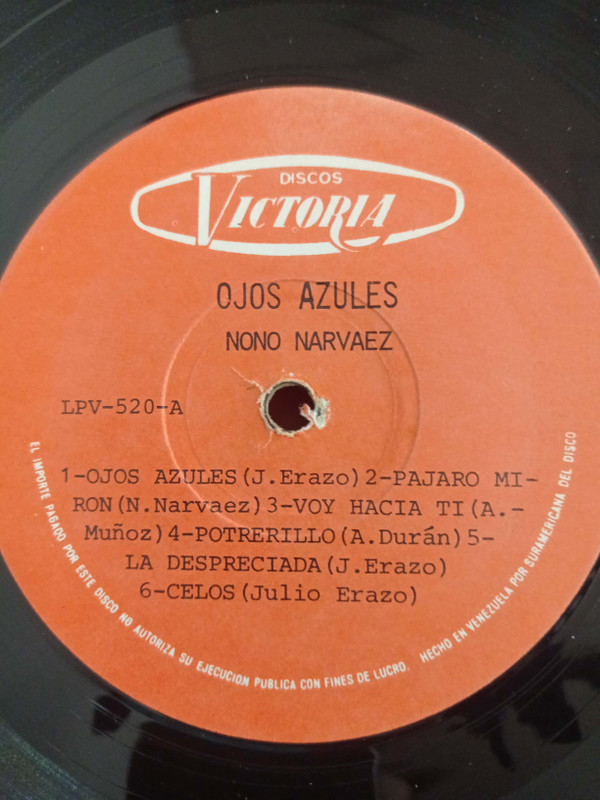 DISCOS
VICTORIA
OJOS AZULES
NONO NARVAEZ
LPV-520-A
1-OJOS AZULES(J.Erazo)2-PAJARO MI-
RON(N.Narvaez)3-VOY HACIA TI(A.-
Muñoz)4-POTRERILLO(A.Durán)5-
LA DESPRECIADA(J.Erazo)
6-CELOS(Julio Erazo)
EL IMPORTE PAGADO POR ESTE DISCO NO AUTORIZA SU EJECUCION PUBLICA CON FINES DE LUCRO. HECHO EN VENEZUELA POR SURAMERICANA DEL DISCO